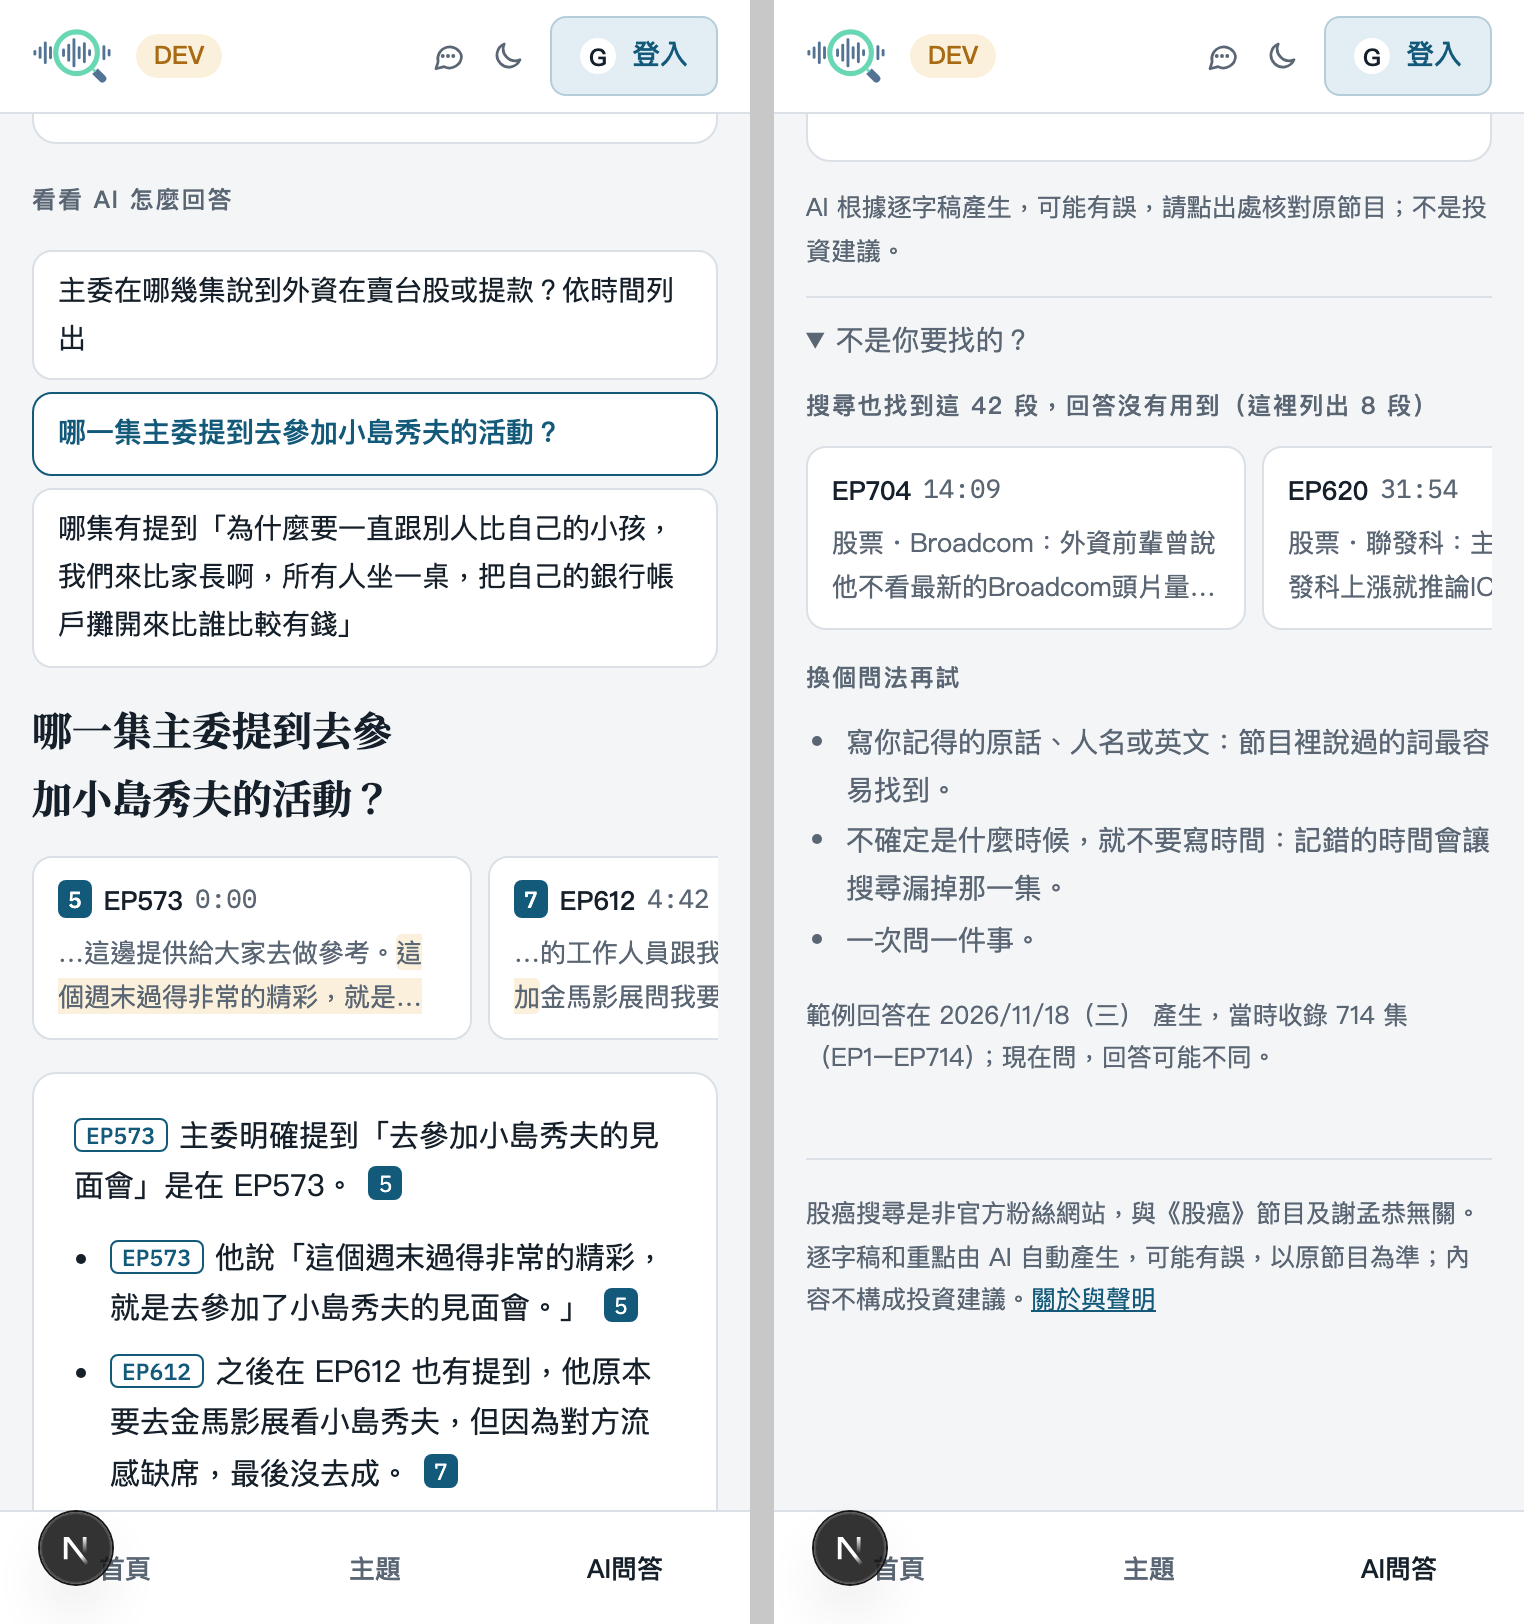 DEV
G 登入
看看 AI 怎麼回答
主委在哪幾集說到外資在賣台股或提款？依時間列
出
哪一集主委提到去參加小島秀夫的活動？
哪集有提到「為什麼要一直跟別人比自己的小孩，
我們來比家長啊，所有人坐一桌，把自己的銀行帳
戶攤開來比誰比較有錢」
哪一集主委提到去參
加小島秀夫的活動？
5 EP573 0:00
…這邊提供給大家去做參考。這
個週末過得非常的精彩，就是…
7 EP612 4:42
…的工作人員跟我
加金馬影展問我要
EP573 主委明確提到「去參加小島秀夫的見
面會」是在 EP573。 5
• EP573 他說「這個週末過得非常的精彩，
就是去參加了小島秀夫的見面會。」 5
• EP612 之後在 EP612 也有提到，他原本
要去金馬影展看小島秀夫，但因為對方流
感缺席，最後沒去成。 7
N
首頁
主題
AI問答
DEV
G 登入
AI 根據逐字稿產生，可能有誤，請點出處核對原節目；不是投
資建議。
▼ 不是你要找的？
搜尋也找到這 42 段，回答沒有用到（這裡列出 8 段）
EP704 14:09
股票・Broadcom：外資前輩曾說
他不看最新的Broadcom頭片量…
EP620 31:54
股票・聯發科：主
發科上漲就推論IC
換個問法再試
• 寫你記得的原話、人名或英文：節目裡說過的詞最容
易找到。
• 不確定是什麼時候，就不要寫時間：記錯的時間會讓
搜尋漏掉那一集。
• 一次問一件事。
範例回答在 2026/11/18（三） 產生，當時收錄 714 集
（EP1—EP714）；現在問，回答可能不同。
股癌搜尋是非官方粉絲網站，與《股癌》節目及謝孟恭無關。
逐字稿和重點由 AI 自動產生，可能有誤，以原節目為準；內
容不構成投資建議。關於與聲明
N
首頁
主題
AI問答